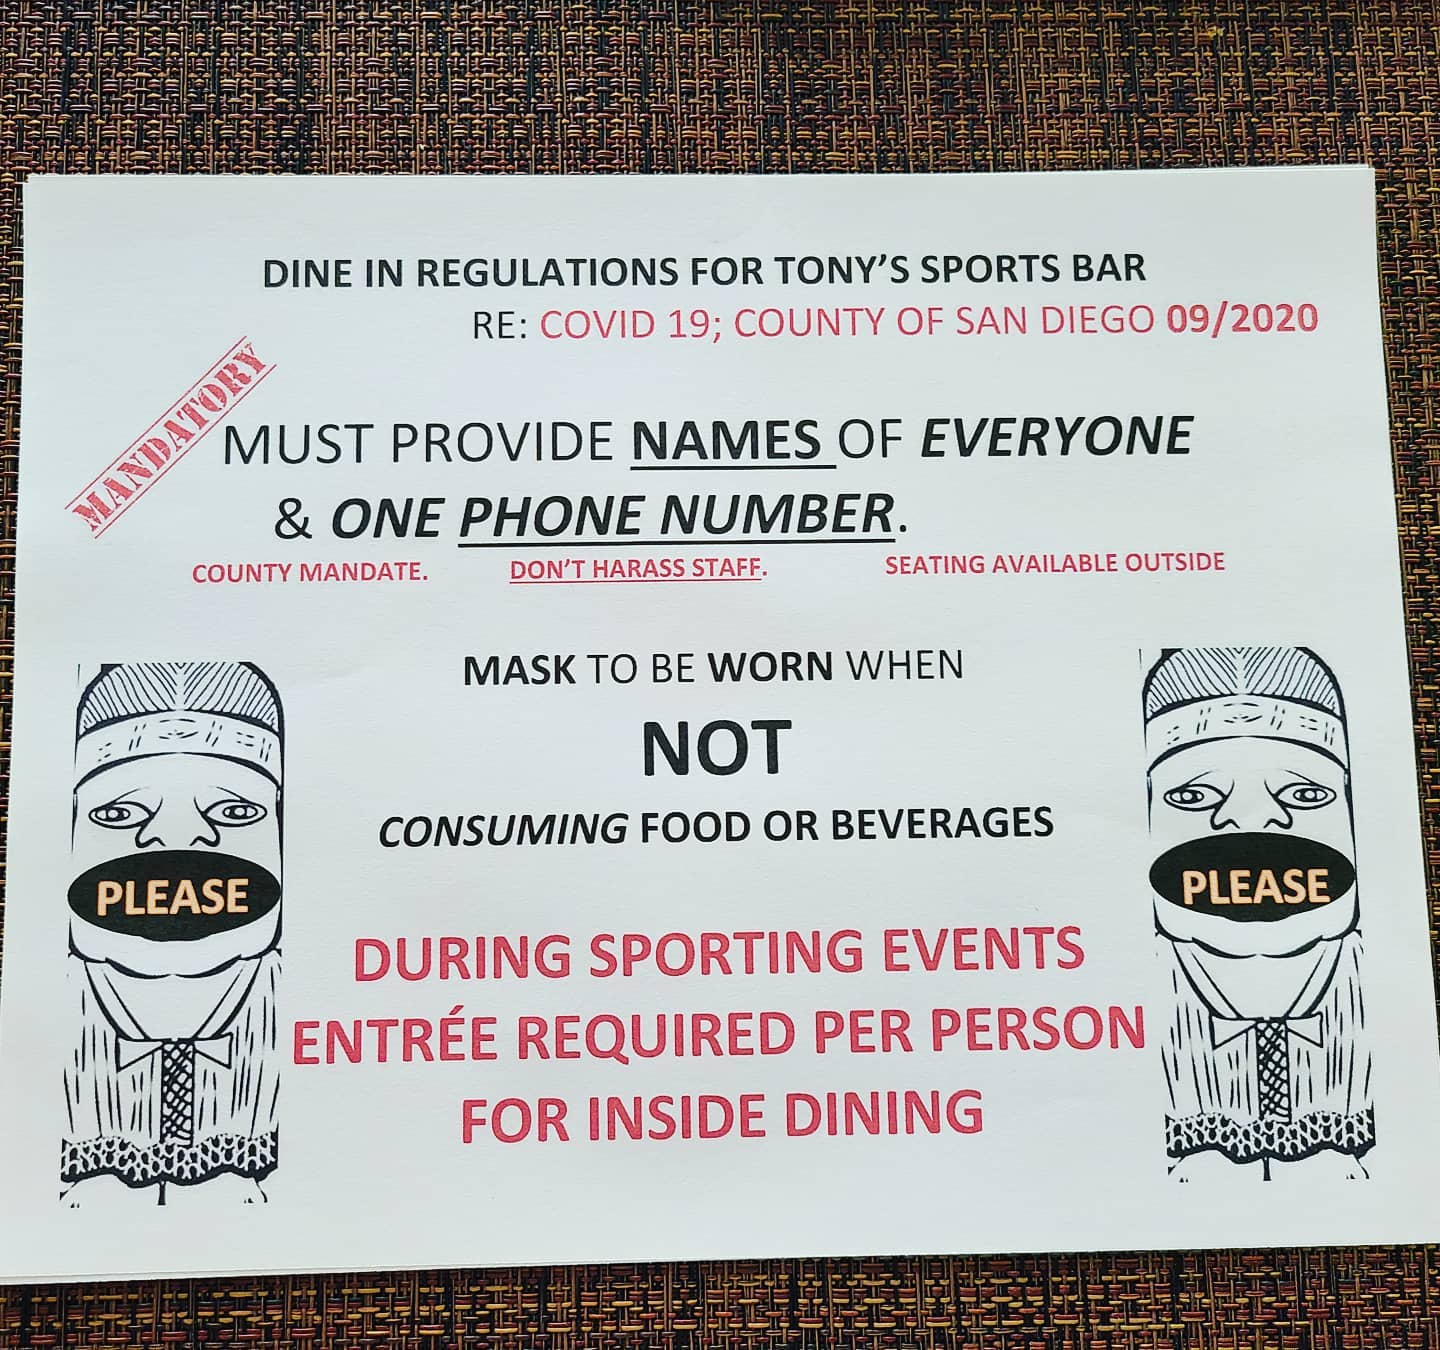 DINE IN REGULATIONS FOR TONY'S SPORTS BAR
RE: COVID 19; COUNTY OF SAN DIEGO 09/2020
MANDATORY
MUST PROVIDE NAMES OF EVERYONE
& ONE PHONE NUMBER.
COUNTY MANDATE. DON'T HARASS STAFF. SEATING AVAILABLE OUTSIDE
MASK TO BE WORN WHEN
NOT
CONSUMING FOOD OR BEVERAGES
PLEASE
PLEASE
DURING SPORTING EVENTS
ENTRÉE REQUIRED PER PERSON
FOR INSIDE DINING